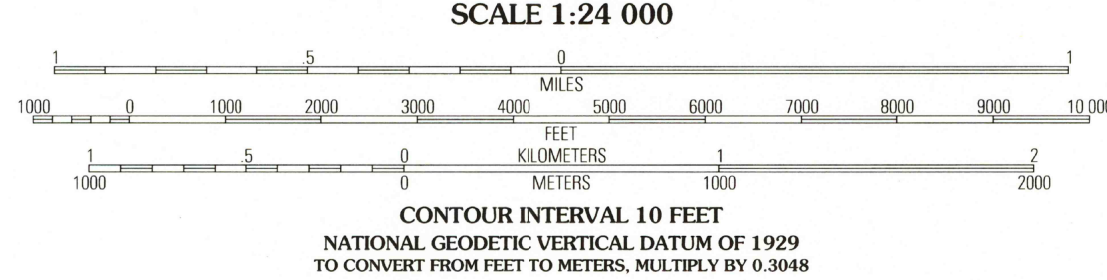 SCALE 1:24 000
1 .5 0 1
MILES
1000 0 1000 2000 3000 4000 5000 6000 7000 8000 9000 10 000
FEET
1 .5 0 KILOMETERS 1 2
1000 0 METERS 1000 2000
CONTOUR INTERVAL 10 FEET
NATIONAL GEODETIC VERTICAL DATUM OF 1929
TO CONVERT FROM FEET TO METERS, MULTIPLY BY 0.3048